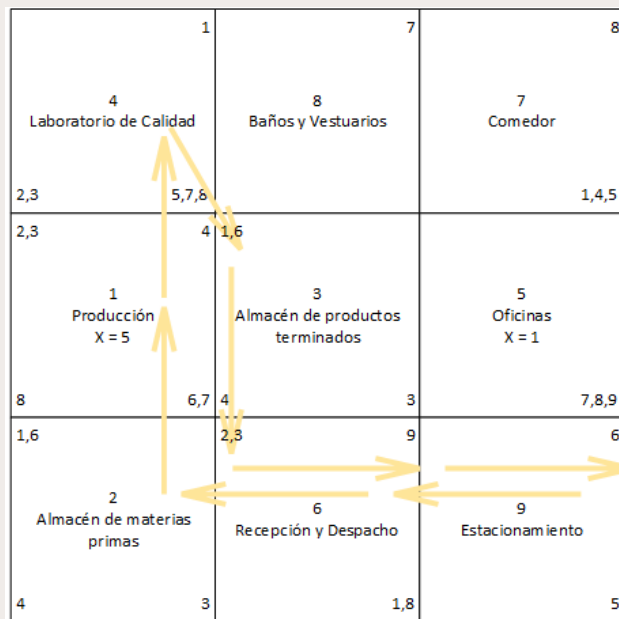 1
4
Laboratorio de Calidad
2,3
5,7,8
7
8
Baños y Vestuarios
8
7
Comedor
1,4,5
2,3
4
1
Producción
X = 5
8
6,7
1,6
3
Almacén de productos
terminados
4
3
5
Oficinas
X = 1
7,8,9
1,6
2
Almacén de materias
primas
4
3
2,3
9
6
Recepción y Despacho
1,8
6
9
Estacionamiento
5